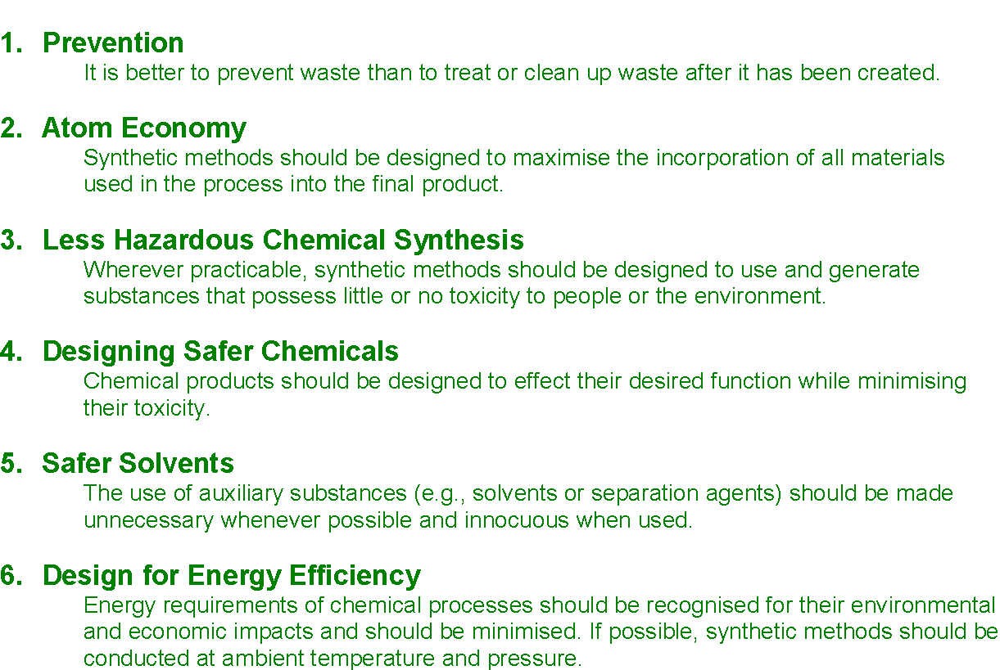 1. Prevention
It is better to prevent waste than to treat or clean up waste after it has been created.
2. Atom Economy
Synthetic methods should be designed to maximise the incorporation of all materials
used in the process into the final product.
3. Less Hazardous Chemical Synthesis
Wherever practicable, synthetic methods should be designed to use and generate
substances that possess little or no toxicity to people or the environment.
4. Designing Safer Chemicals
Chemical products should be designed to effect their desired function while minimising
their toxicity.
5. Safer Solvents
The use of auxiliary substances (e.g., solvents or separation agents) should be made
unnecessary whenever possible and innocuous when used.
6. Design for Energy Efficiency
Energy requirements of chemical processes should be recognised for their environmental
and economic impacts and should be minimised. If possible, synthetic methods should be
conducted at ambient temperature and pressure.